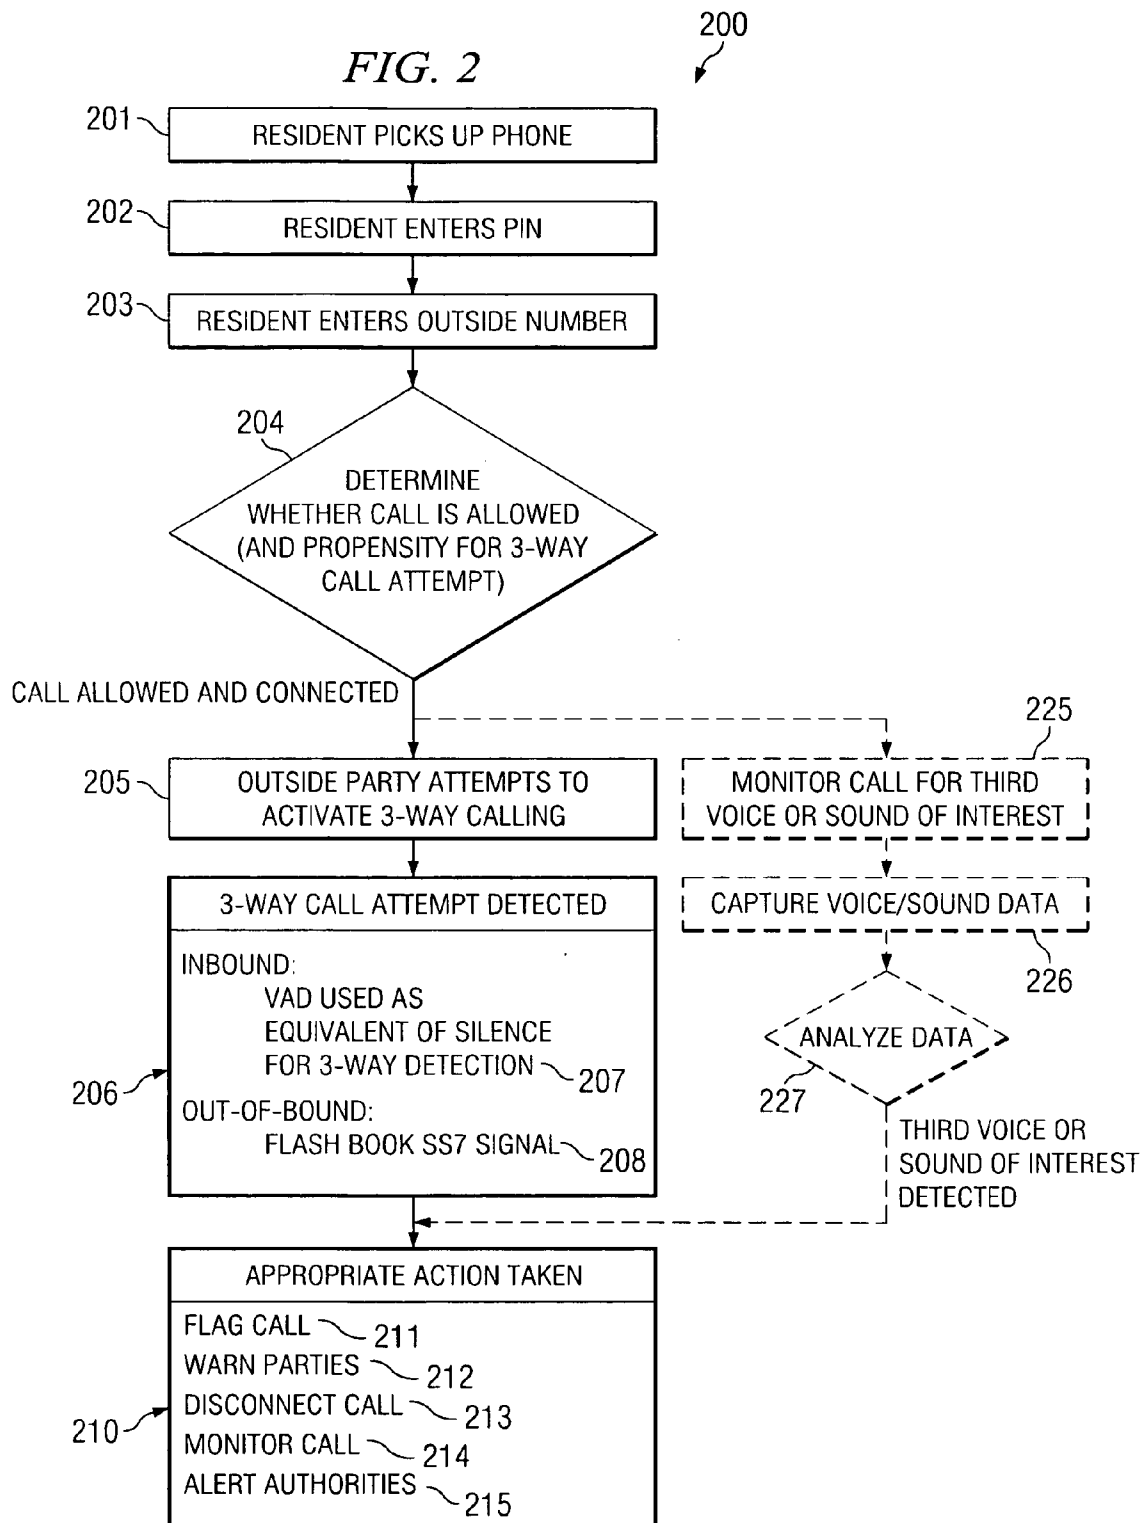 200
FIG. 2
201
RESIDENT PICKS UP PHONE
202
RESIDENT ENTERS PIN
203
RESIDENT ENTERS OUTSIDE NUMBER
204
DETERMINE
WHETHER CALL IS ALLOWED
(AND PROPENSITY FOR 3-WAY
CALL ATTEMPT)
CALL ALLOWED AND CONNECTED
205
OUTSIDE PARTY ATTEMPTS TO
ACTIVATE 3-WAY CALLING
225
MONITOR CALL FOR THIRD
VOICE OR SOUND OF INTEREST
3-WAY CALL ATTEMPT DETECTED
INBOUND:
VAD USED AS
EQUIVALENT OF SILENCE
FOR 3-WAY DETECTION 207
206
OUT-OF-BOUND:
FLASH BOOK SS7 SIGNAL 208
CAPTURE VOICE/SOUND DATA
226
ANALYZE DATA
227
THIRD VOICE OR
SOUND OF INTEREST
DETECTED
APPROPRIATE ACTION TAKEN
FLAG CALL 211
WARN PARTIES 212
DISCONNECT CALL 213
210
MONITOR CALL 214
ALERT AUTHORITIES 215